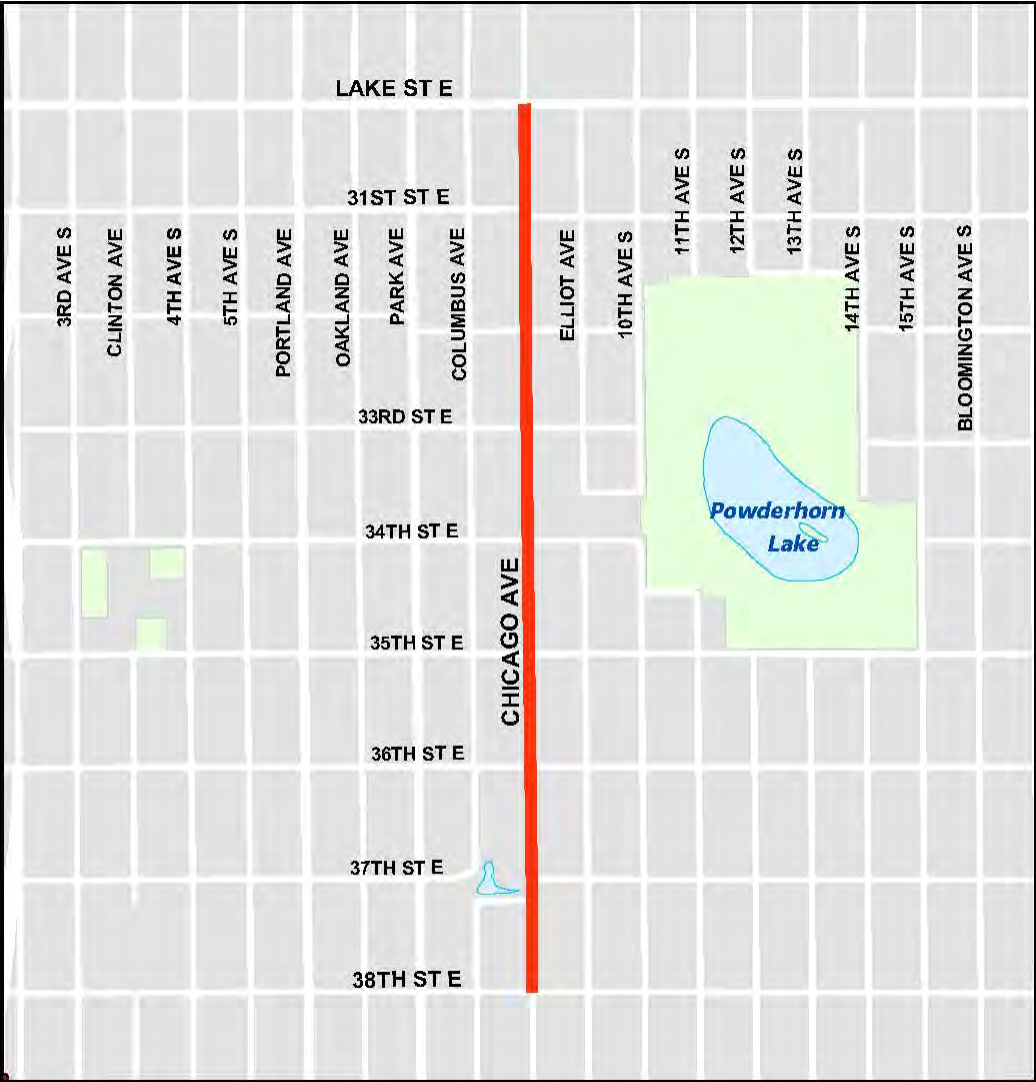 LAKE ST E
31ST ST E
3RD AVE S
CLINTON AVE
4TH AVE S
5TH AVE S
PORTLAND AVE
OAKLAND AVE
PARK AVE
COLUMBUS AVE
ELLIOT AVE
10TH AVE S
11TH AVE S
12TH AVE S
13TH AVE S
14TH AVE S
15TH AVE S
BLOOMINGTON AVE S
33RD ST E
Powderhorn
Lake
34TH ST E
CHICAGO AVE
35TH ST E
36TH ST E
37TH ST E
38TH ST E